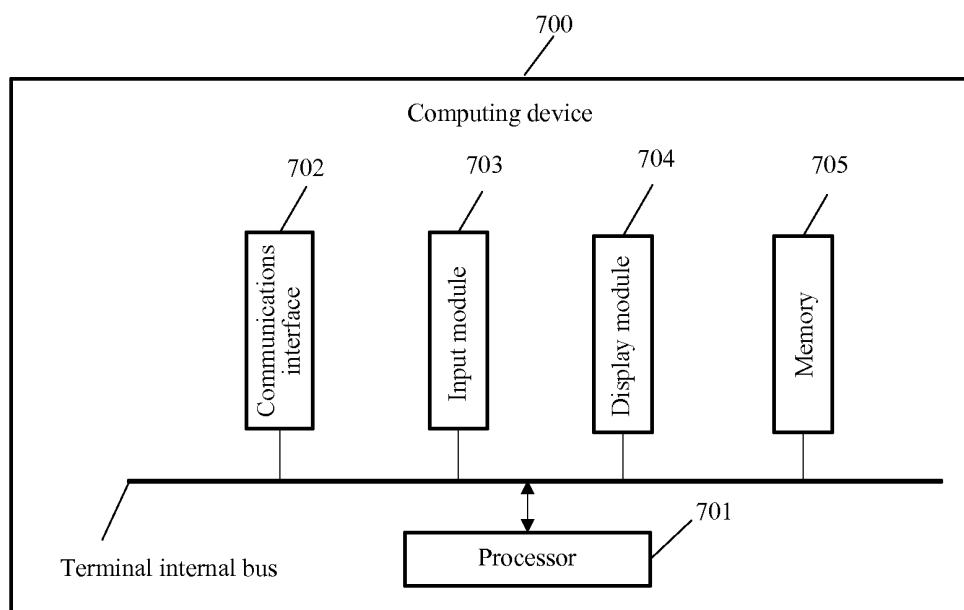 700
Computing device
702
703
704
705
Communications
interface
Input module
Display module
Memory
701
Terminal internal bus
Processor